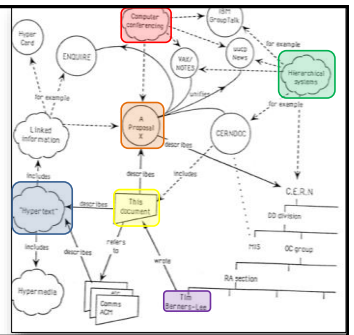 IBM
GroupTalk
Computer
conferencing
Hyper
Card
ENQUIRE
VAX/
NOTES
uucp
News
for example
Hierarchical
systems
for example
unifies
for example
Linked
information
A
Proposal
X
CERNDOC
describes
includes
describes
includes
C.E.R.N
"Hypertext"
describes
This
document
DD division
refers
to
wrote
MIS
OC group
includes
describes
RA section
Hypermedia
Comms
ACM
Tim
Berners-Lee